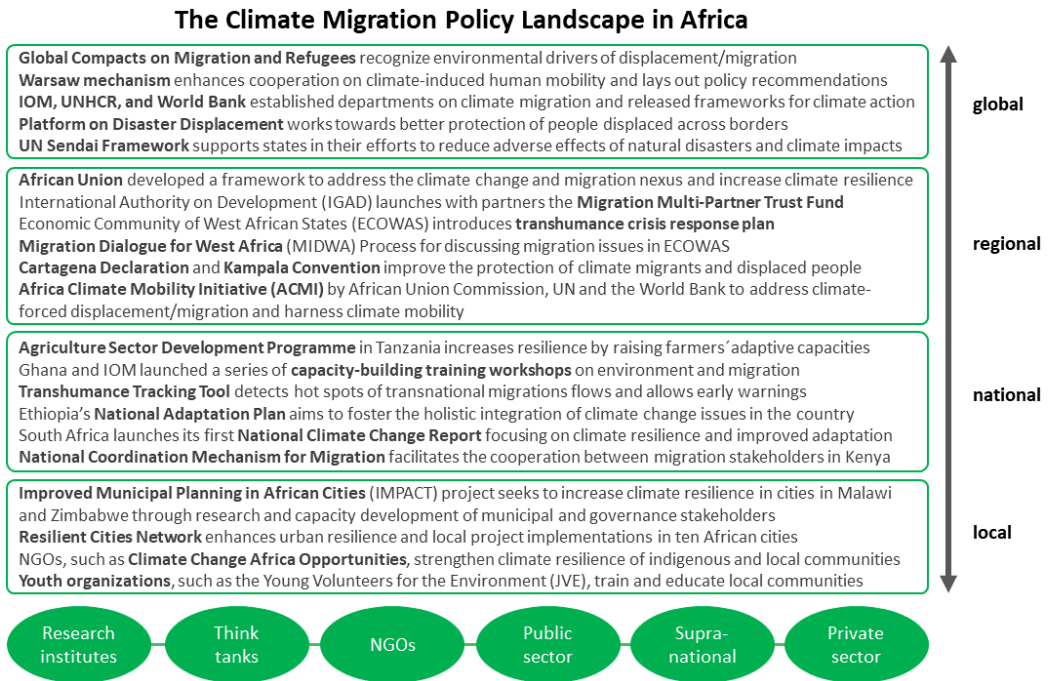 The Climate Migration Policy Landscape in Africa
Global Compacts on Migration and Refugees recognize environmental drivers of displacement/migration
Warsaw mechanism enhances cooperation on climate-induced human mobility and lays out policy recommendations
IOM, UNHCR, and World Bank established departments on climate migration and released frameworks for climate action
Platform on Disaster Displacement works towards better protection of people displaced across borders
UN Sendai Framework supports states in their efforts to reduce adverse effects of natural disasters and climate impacts
global
African Union developed a framework to address the climate change and migration nexus and increase climate resilience
International Authority on Development (IGAD) launches with partners the Migration Multi-Partner Trust Fund
Economic Community of West African States (ECOWAS) introduces transhumance crisis response plan
Migration Dialogue for West Africa (MIDWA) Process for discussing migration issues in ECOWAS
Cartagena Declaration and Kampala Convention improve the protection of climate migrants and displaced people
Africa Climate Mobility Initiative (ACMI) by African Union Commission, UN and the World Bank to address climate-
forced displacement/migration and harness climate mobility
regional
Agriculture Sector Development Programme in Tanzania increases resilience by raising farmers´adaptive capacities
Ghana and IOM launched a series of capacity-building training workshops on environment and migration
Transhumance Tracking Tool detects hot spots of transnational migrations flows and allows early warnings
Ethiopia's National Adaptation Plan aims to foster the holistic integration of climate change issues in the country
South Africa launches its first National Climate Change Report focusing on climate resilience and improved adaptation
National Coordination Mechanism for Migration facilitates the cooperation between migration stakeholders in Kenya
national
Improved Municipal Planning in African Cities (IMPACT) project seeks to increase climate resilience in cities in Malawi
and Zimbabwe through research and capacity development of municipal and governance stakeholders
Resilient Cities Network enhances urban resilience and local project implementations in ten African cities
NGOs, such as Climate Change Africa Opportunities, strengthen climate resilience of indigenous and local communities
Youth organizations, such as the Young Volunteers for the Environment (JVE), train and educate local communities
local
Research
institutes
Think
tanks
NGOs
Public
sector
Supra-
national
Private
sector